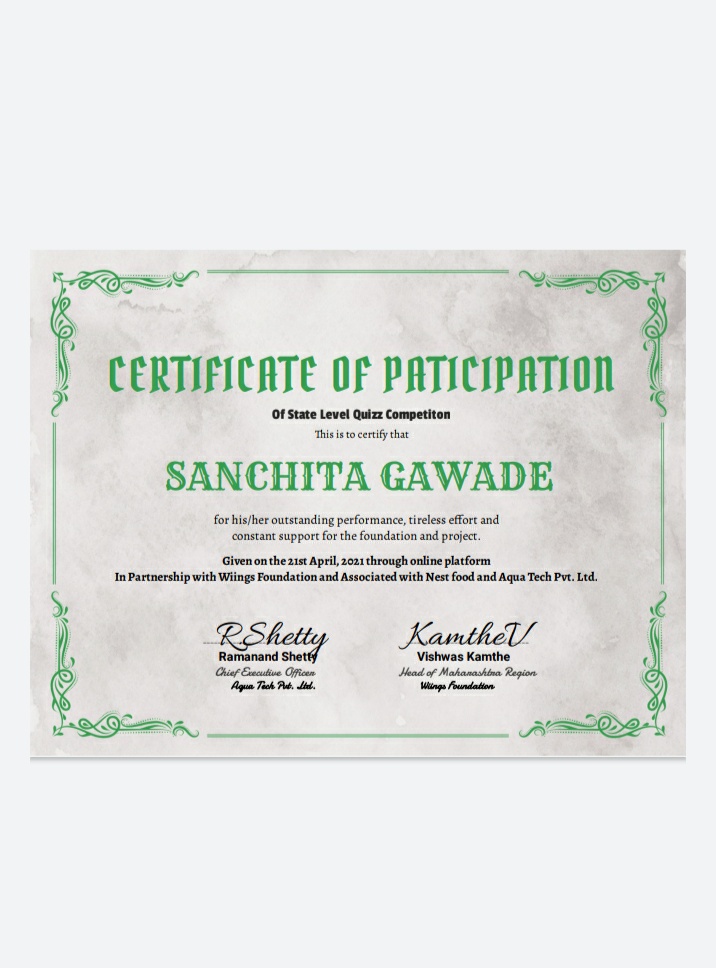 CERTIFICATE OF PATICIPATION
Of State Level Quizz Competiton
This is to certify that
SANCHITA GAWADE
for his/her outstanding performance, tireless effort and
constant support for the foundation and project.
Given on the 21st April, 2021 through online platform
In Partnership with Wiings Foundation and Associated with Nest food and Aqua Tech Pvt. Ltd.
RShetty KamtheV
Ramanand Shetty Vishwas Kamthe
Chief Executive Officer Head of Maharashtra Region
Aqua Tech Pvt. Ltd. Wiings Foundation